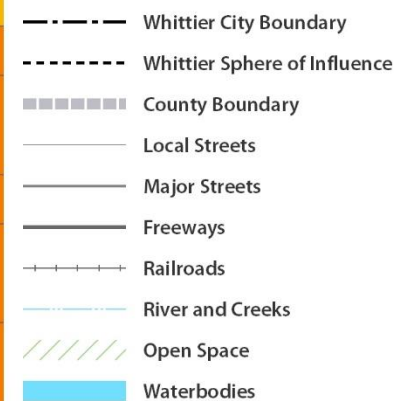 Whittier City Boundary
Whittier Sphere of Influence
County Boundary
Local Streets
Major Streets
Freeways
Railroads
River and Creeks
Open Space
Waterbodies